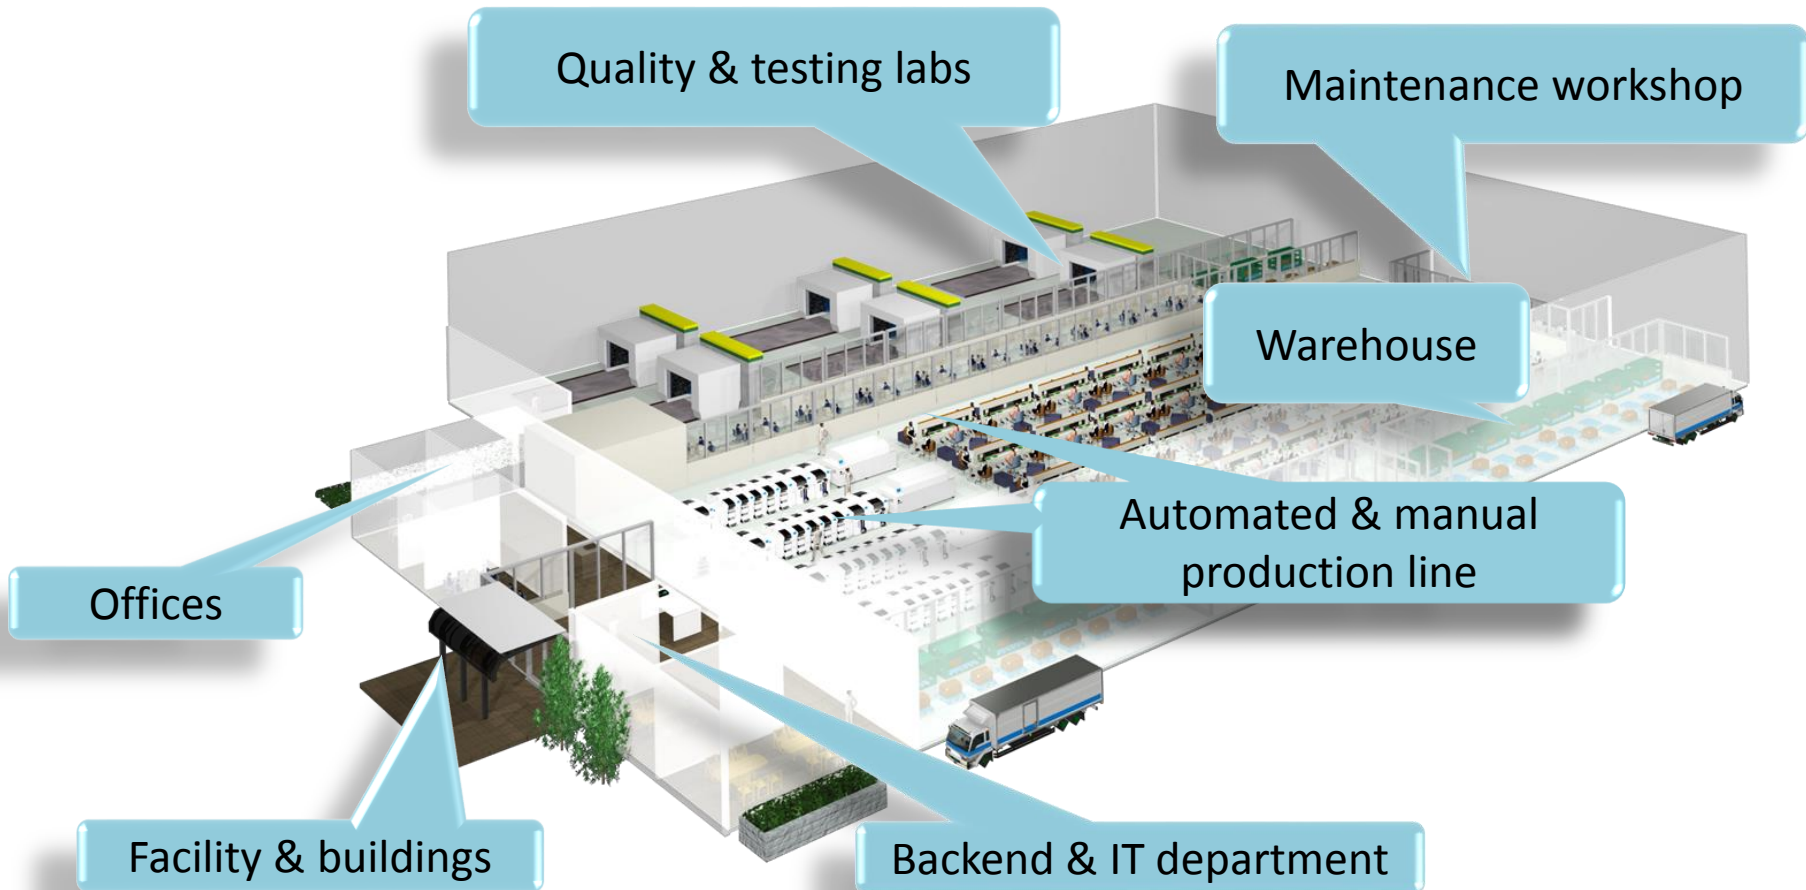 Quality & testing labs
Maintenance workshop
Warehouse
Automated & manual
production line
Offices
Facility & buildings
Backend & IT department